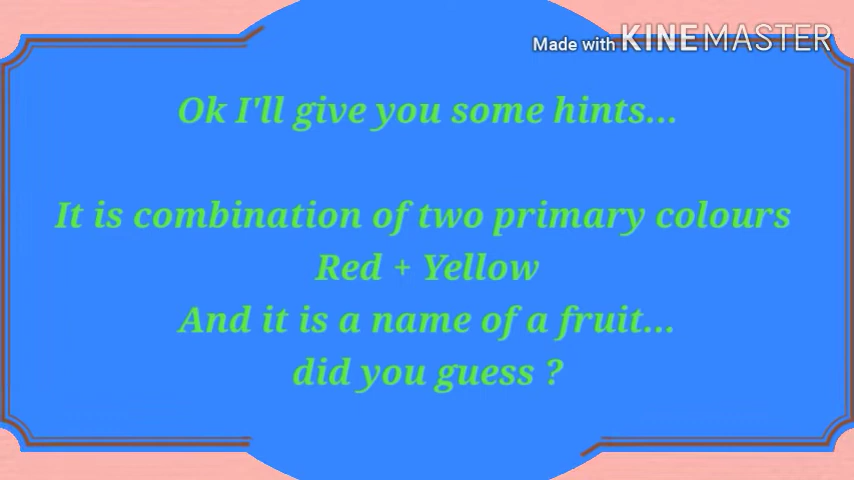 Made with KINEMASTER
Ok I'll give you some hints...
It is combination of two primary colours
Red + Yellow
And it is a name of a fruit...
did you guess ?